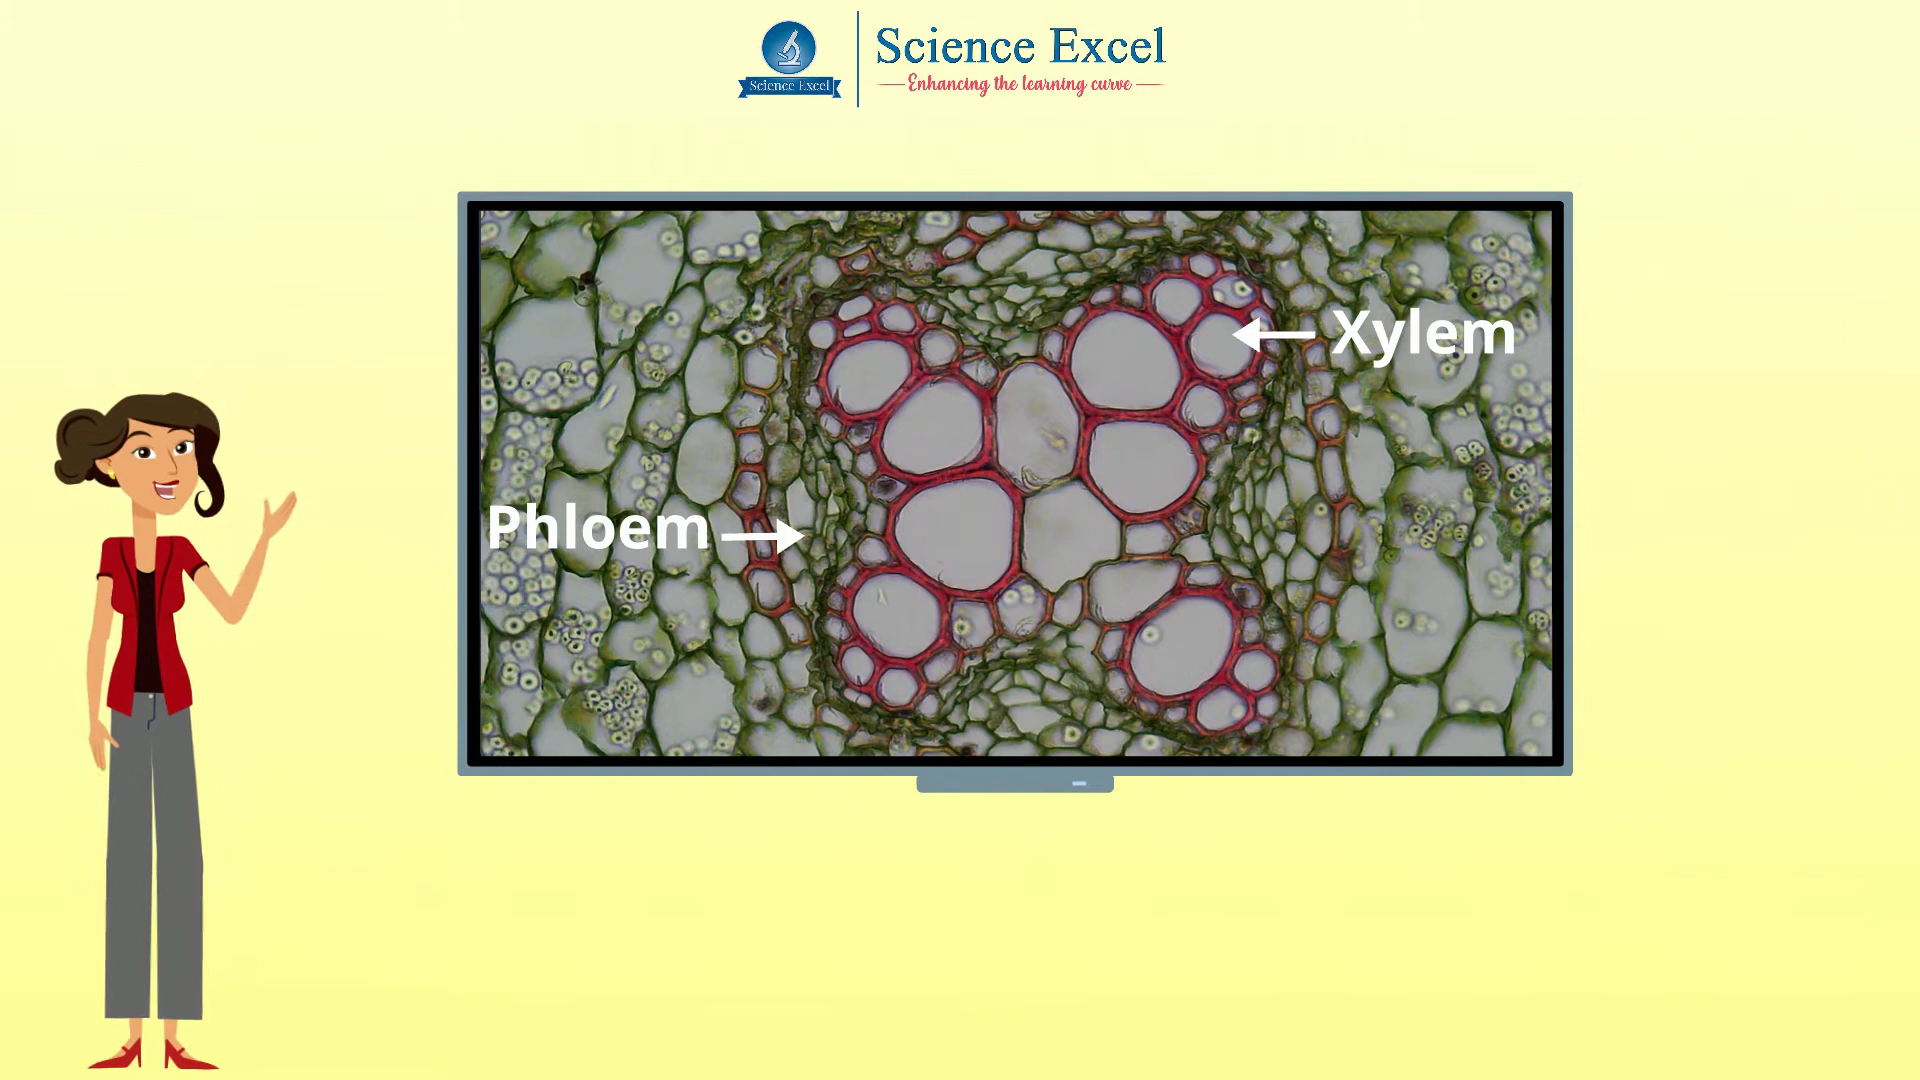 Science Excel
Science Excel
Enhancing the learning curve
Xylem
Phloem